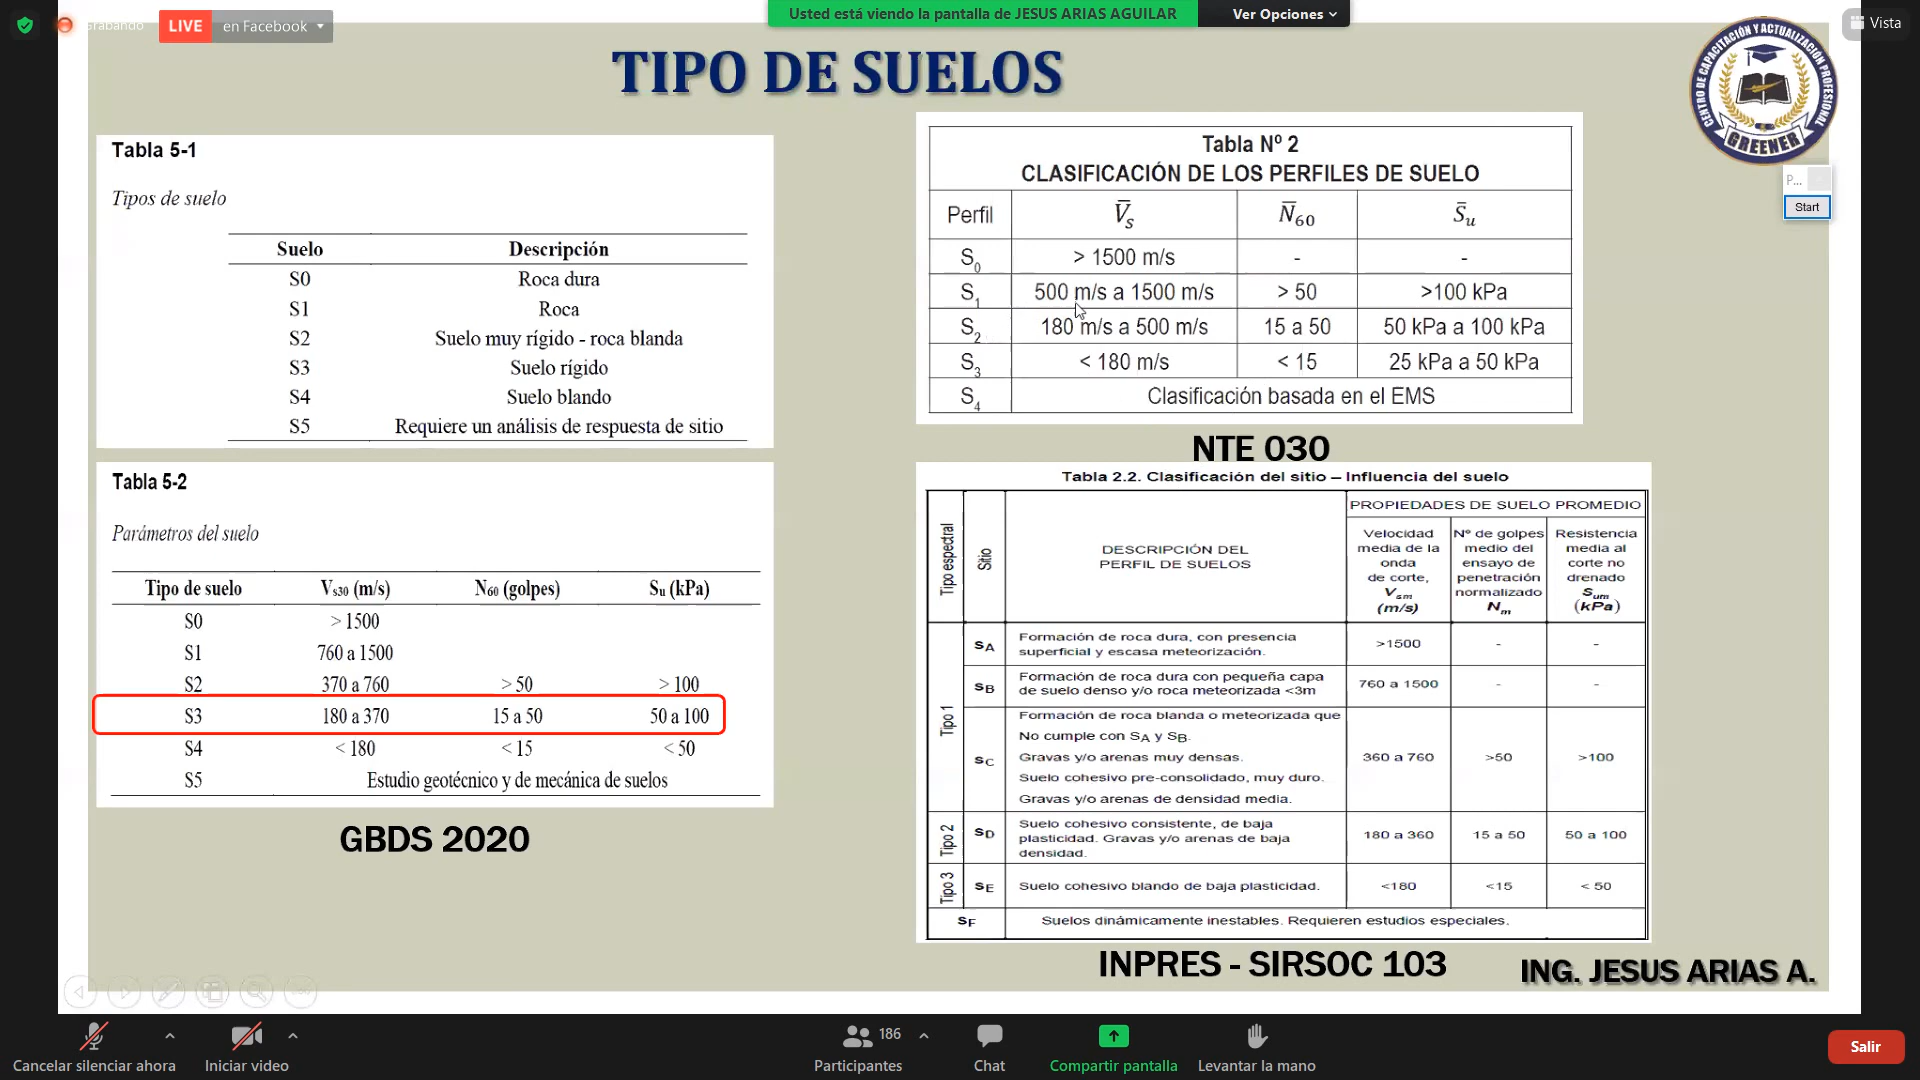 Grabando
LIVE en Facebook
Usted está viendo la pantalla de JESUS ARIAS AGUILAR
Ver Opciones
Vista
TIPO DE SUELOS
CENTRO DE CAPACITACIÓN Y ACTUALIZACIÓN PROFESIONAL
GREENER
P...
Start
Tabla 5-1
Tipos de suelo
Suelo Descripción
S0 Roca dura
S1 Roca
S2 Suelo muy rígido - roca blanda
S3 Suelo rígido
S4 Suelo blando
S5 Requiere un análisis de respuesta de sitio
Tabla 5-2
Parámetros del suelo
Tipo de suelo Vs30 (m/s) N60 (golpes) Su (kPa)
S0 > 1500
S1 760 a 1500
S2 370 a 760 > 50 > 100
S3 180 a 370 15 a 50 50 a 100
S4 < 180 < 15 < 50
S5 Estudio geotécnico y de mecánica de suelos
GBDS 2020
Tabla Nº 2
CLASIFICACIÓN DE LOS PERFILES DE SUELO
Perfil V̄s N̄60 S̄u
S0 > 1500 m/s - -
S1 500 m/s a 1500 m/s > 50 >100 kPa
S2 180 m/s a 500 m/s 15 a 50 50 kPa a 100 kPa
S3 < 180 m/s < 15 25 kPa a 50 kPa
S4 Clasificación basada en el EMS
NTE 030
Tabla 2.2. Clasificación del sitio – Influencia del suelo
Tipo espectral
Sitio
DESCRIPCIÓN DEL
PERFIL DE SUELOS
PROPIEDADES DE SUELO PROMEDIO
Velocidad
media de la
onda
de corte,
Vsm
(m/s)
Nº de golpes
medio del
ensayo de
penetración
normalizado
Nm
Resistencia
media al
corte no
drenado
Sum
(kPa)
Tipo 1
SA Formación de roca dura, con presencia
superficial y escasa meteorización.
>1500 - -
SB Formación de roca dura con pequeña capa
de suelo denso y/o roca meteorizada <3m
760 a 1500 - -
SC Formación de roca blanda o meteorizada que
No cumple con SA y SB.
Gravas y/o arenas muy densas.
Suelo cohesivo pre-consolidado, muy duro.
Gravas y/o arenas de densidad media.
360 a 760 >50 >100
Tipo 2
SD Suelo cohesivo consistente, de baja
plasticidad. Gravas y/o arenas de baja
densidad.
180 a 360 15 a 50 50 a 100
Tipo 3
SE Suelo cohesivo blando de baja plasticidad. <180 <15 < 50
SF Suelos dinámicamente inestables. Requieren estudios especiales.
INPRES - SIRSOC 103
ING. JESUS ARIAS A.
Cancelar silenciar ahora
Iniciar video
Participantes 186
Chat
Compartir pantalla
Levantar la mano
Salir